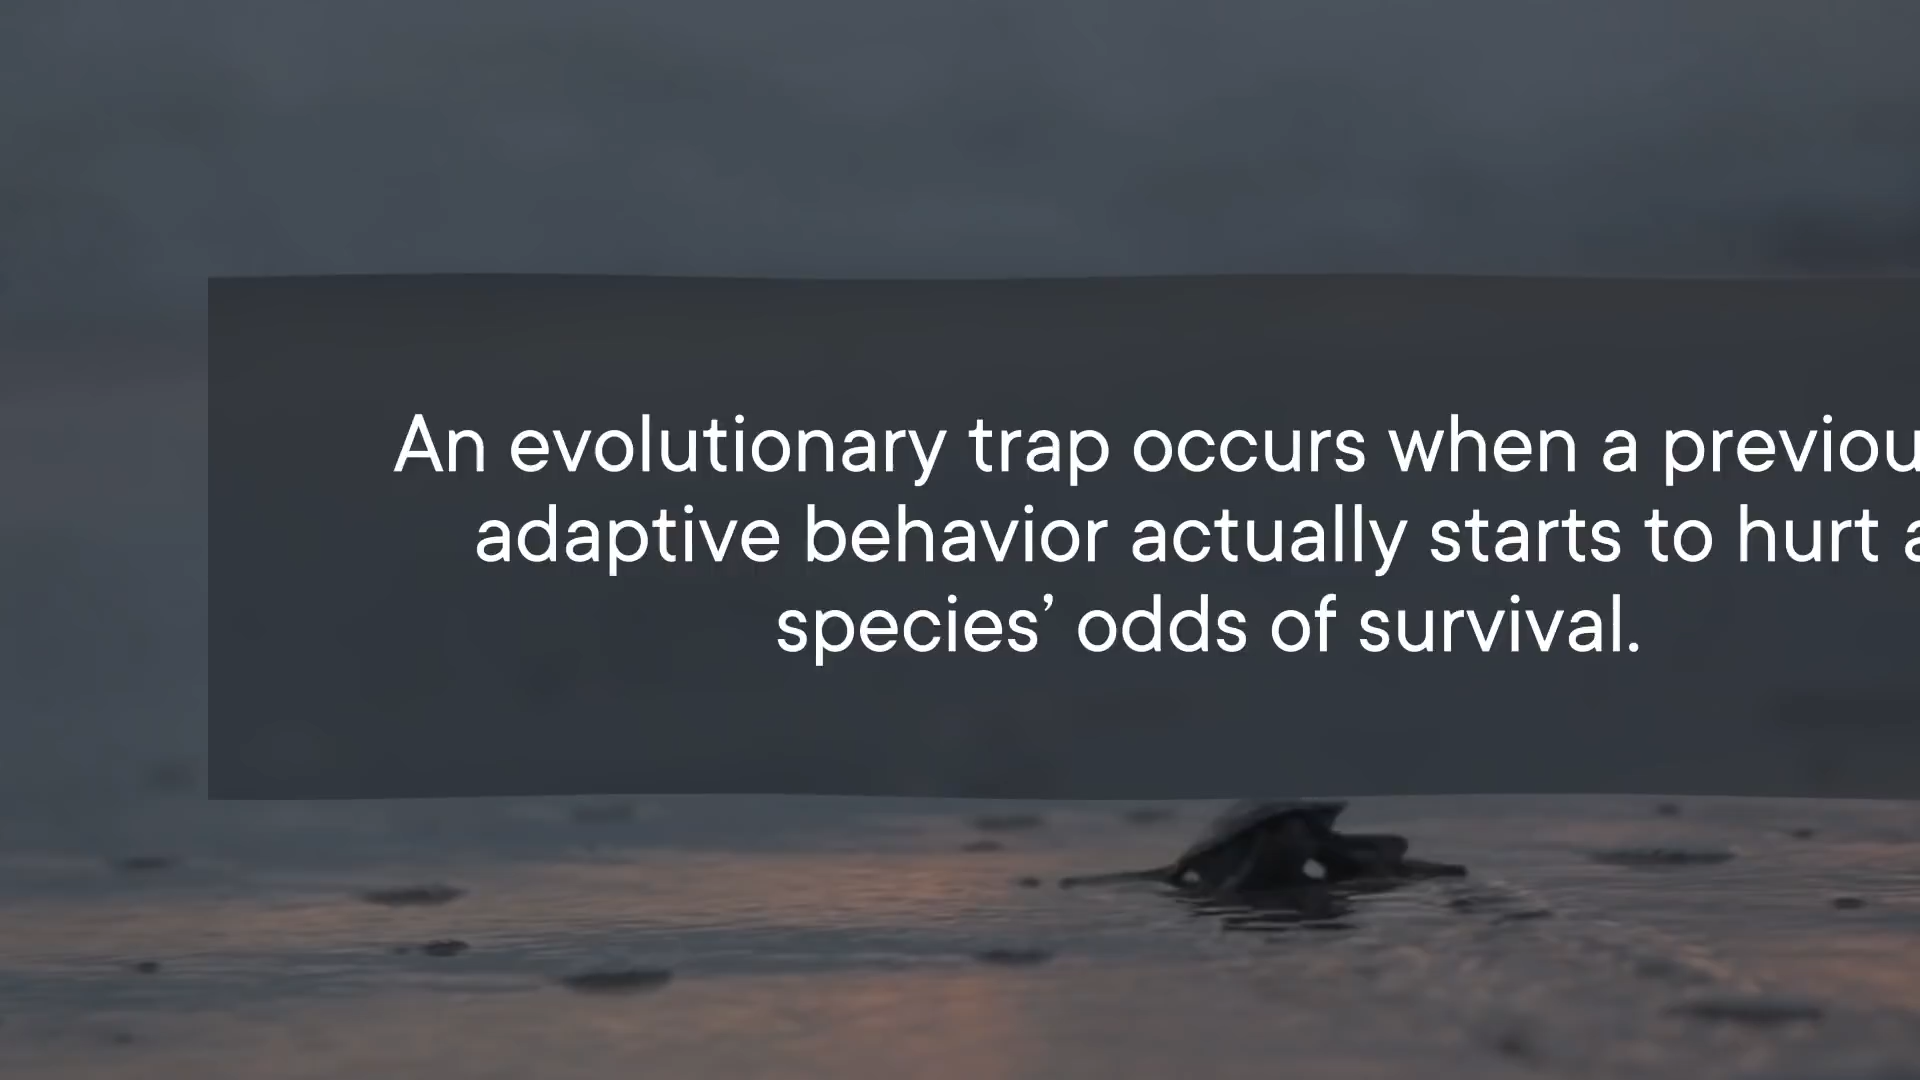 An evolutionary trap occurs when a previou
adaptive behavior actually starts to hurt a
species’ odds of survival.